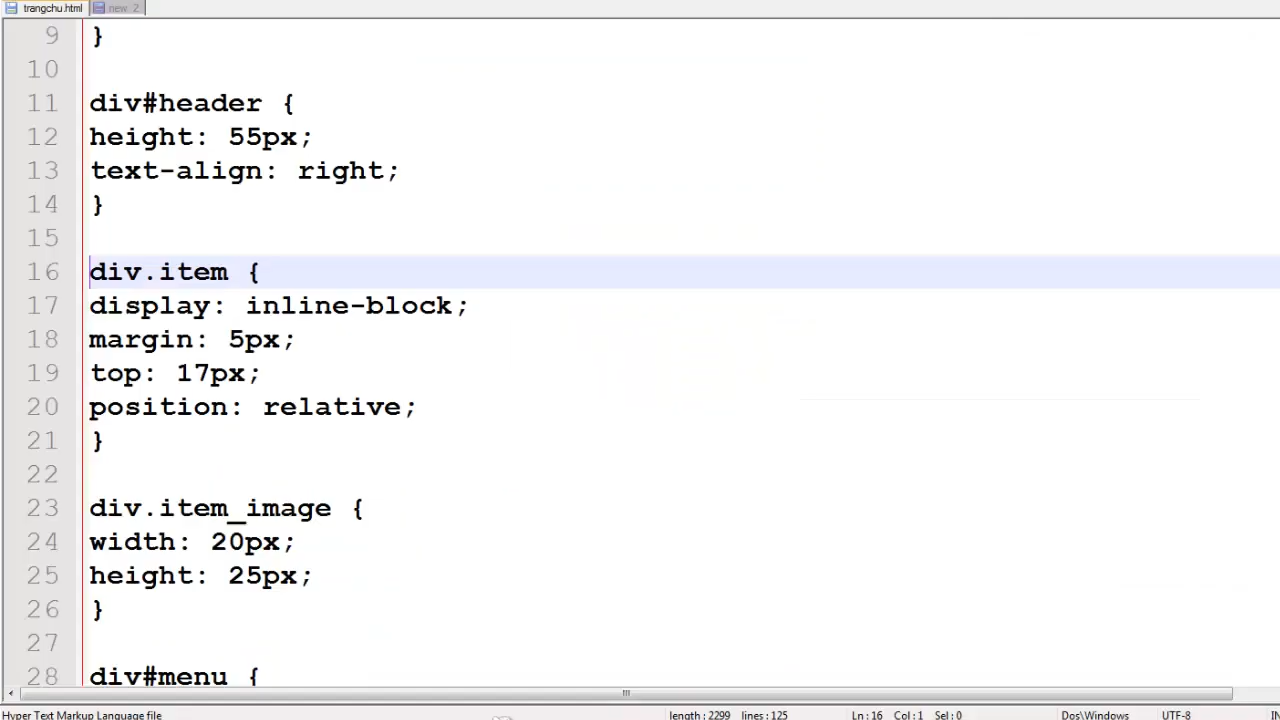 trangchu.html new 2
9 }
10
11 div#header {
12 height: 55px;
13 text-align: right;
14 }
15
16 div.item {
17 display: inline-block;
18 margin: 5px;
19 top: 17px;
20 position: relative;
21 }
22
23 div.item_image {
24 width: 20px;
25 height: 25px;
26 }
27
28 div#menu {
Hyper Text Markup Language file length : 2299 lines : 125 Ln : 16 Col : 1 Sel : 0 Dos\Windows UTF-8